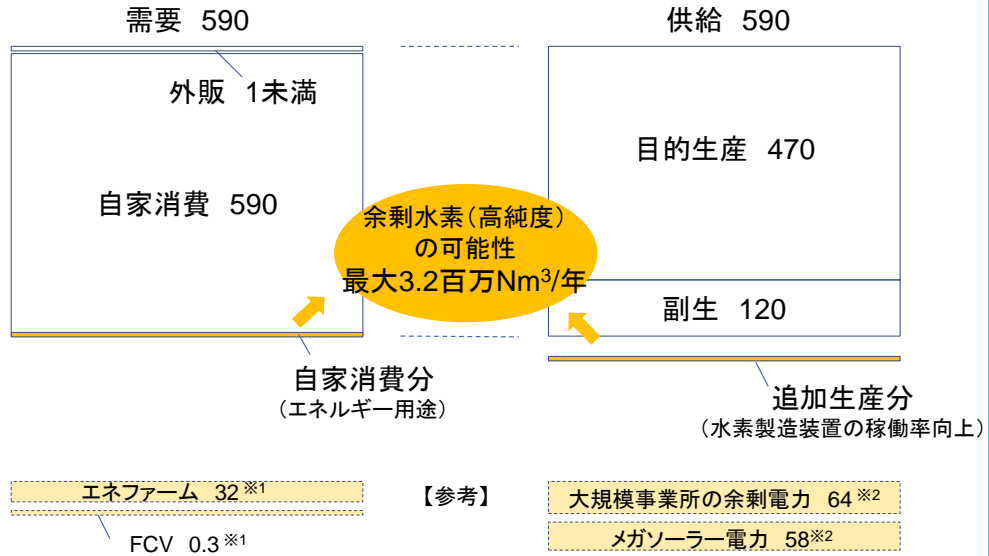 需要 590
供給 590
外販 1未満
目的生産 470
自家消費 590
余剰水素（高純度）
の可能性
最大3.2百万Nm³/年
副生 120
自家消費分
（エネルギー用途）
追加生産分
（水素製造装置の稼働率向上）
エネファーム 32※1
【参考】
大規模事業所の余剰電力 64※2
FCV 0.3※1
メガソーラー電力 58※2